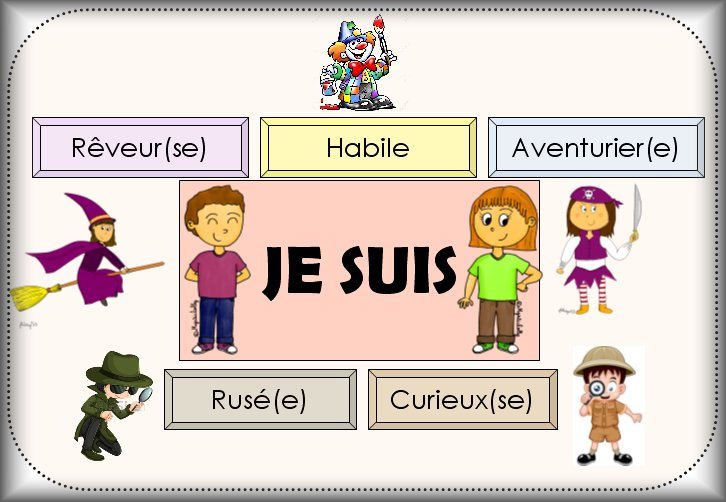 Rêveur(se)
Habile
Aventurier(e)
JE SUIS
Rusé(e)
Curieux(se)